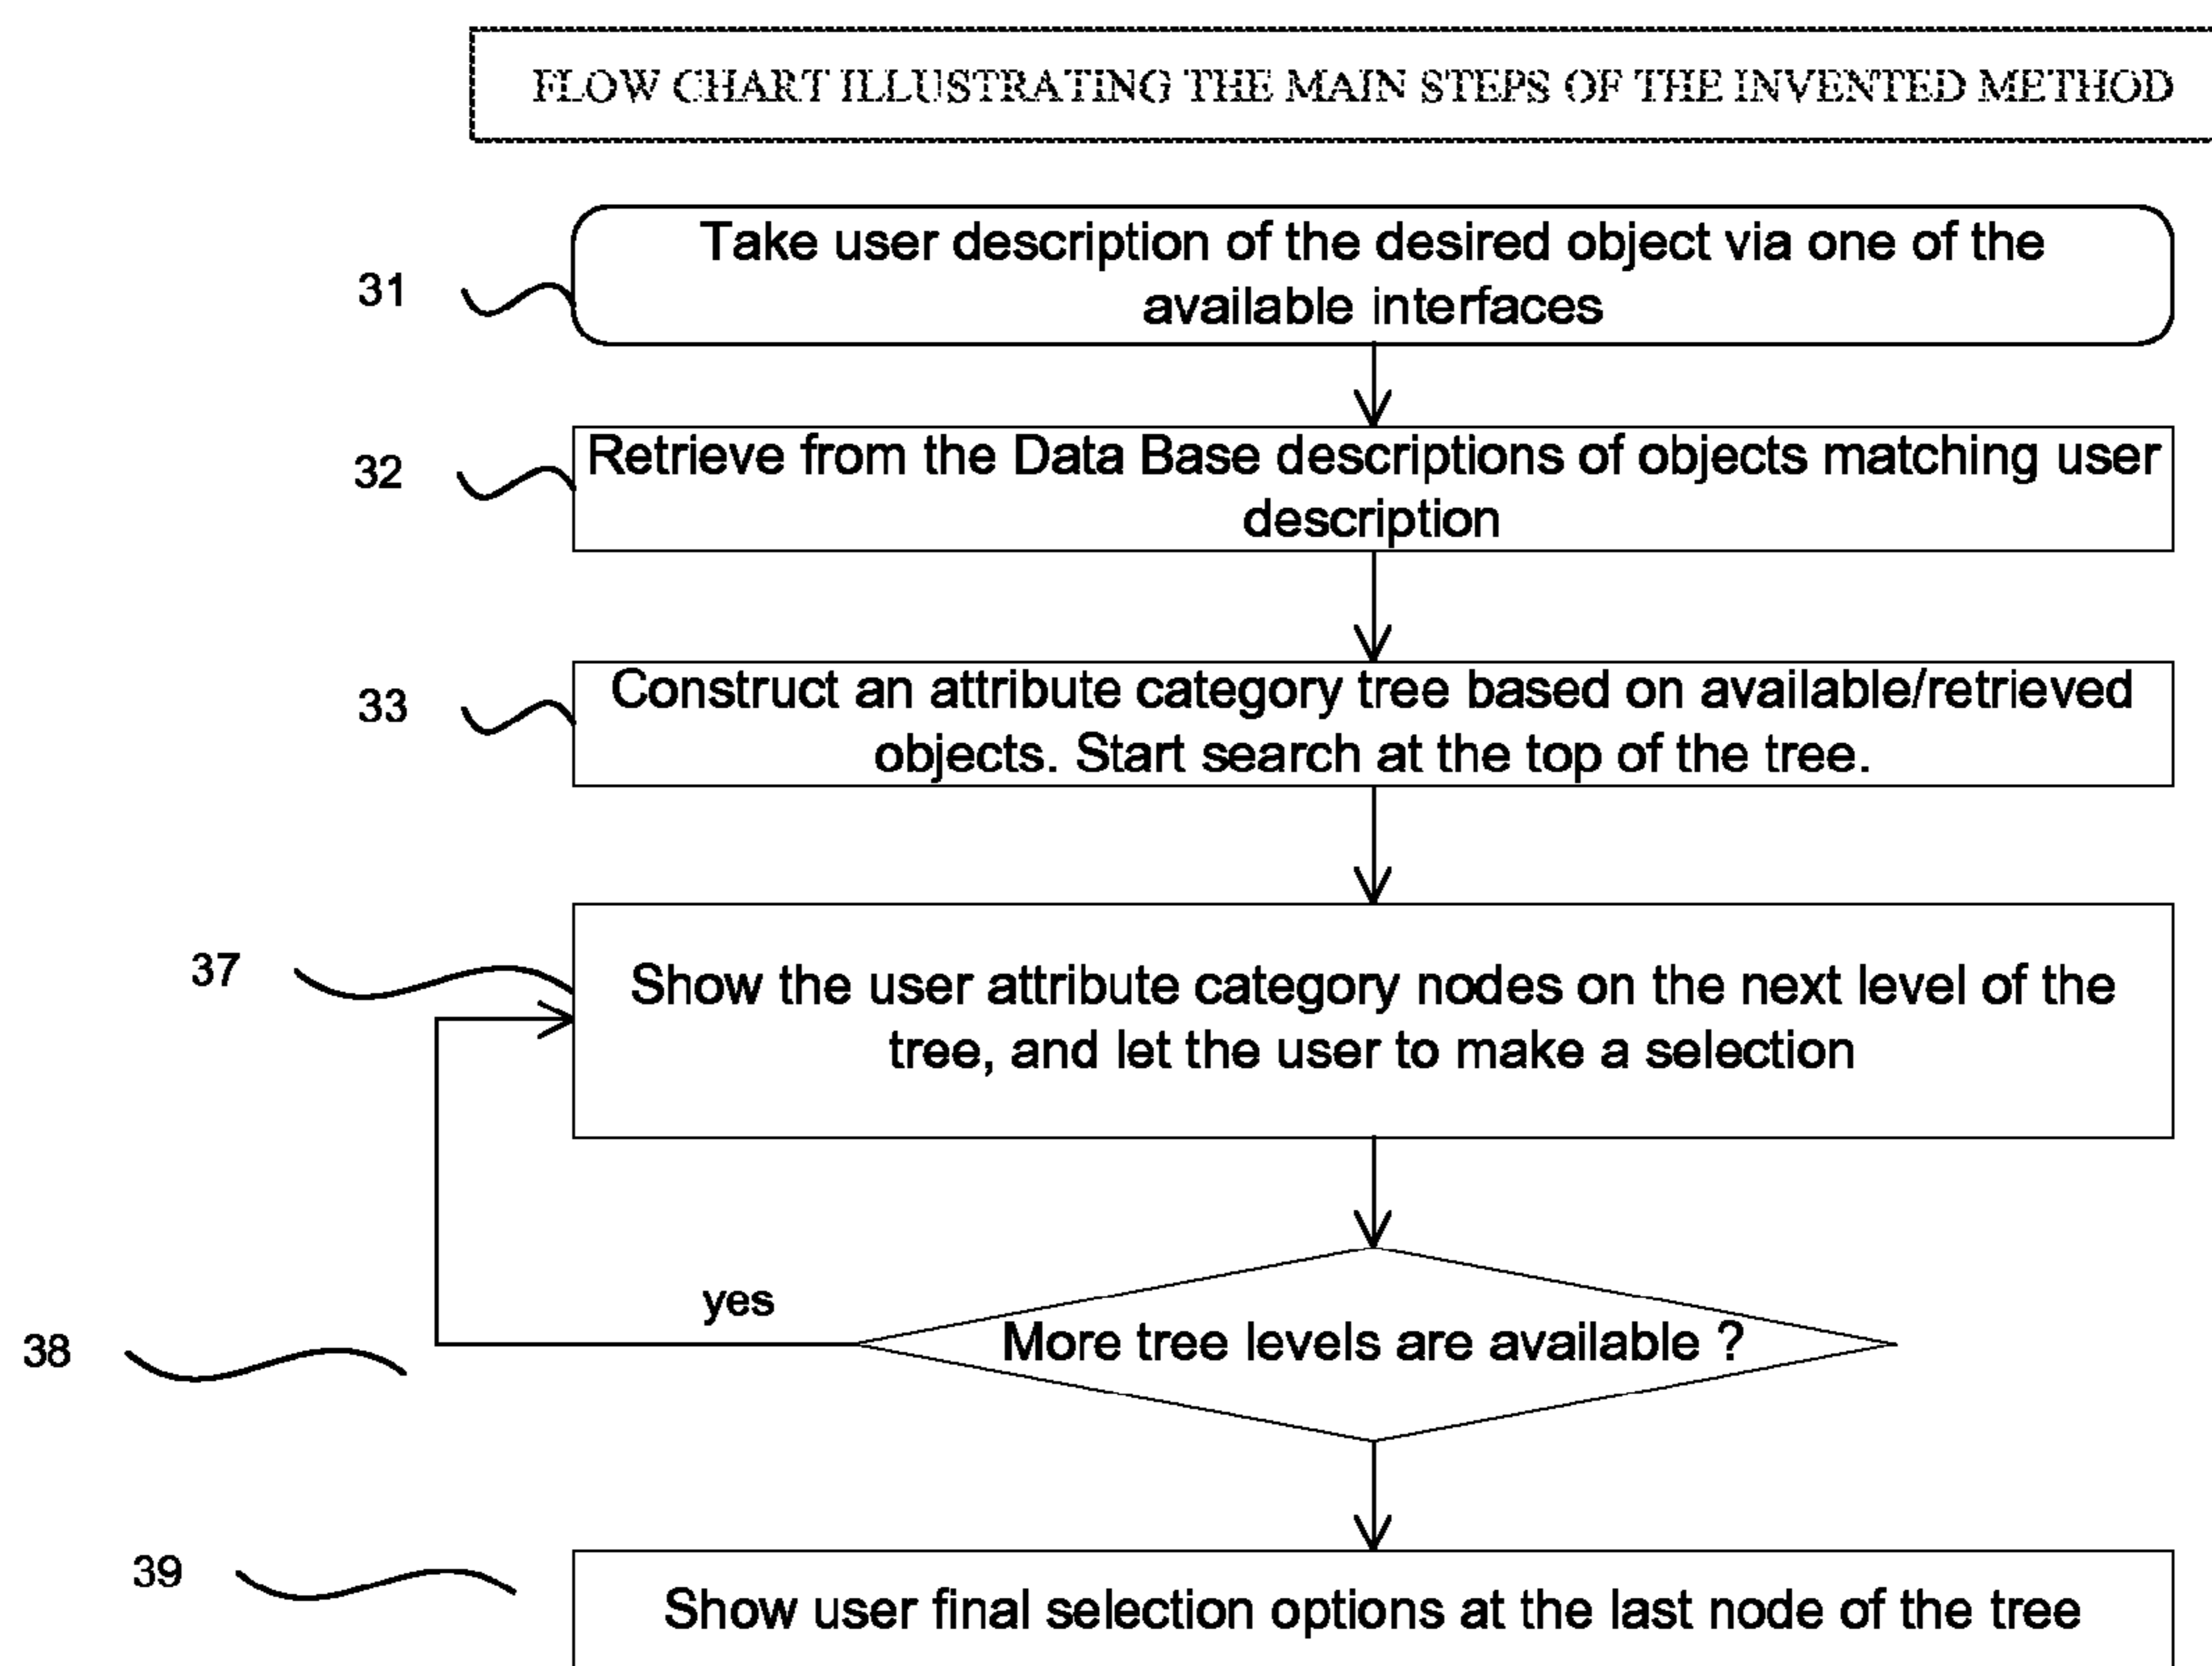 FLOW CHART ILLUSTRATING THE MAIN STEPS OF THE INVENTED METHOD
31
Take user description of the desired object via one of the
available interfaces
32
Retrieve from the Data Base descriptions of objects matching user
description
33
Construct an attribute category tree based on available/retrieved
objects. Start search at the top of the tree.
37
Show the user attribute category nodes on the next level of the
tree, and let the user to make a selection
yes
38
More tree levels are available ?
39
Show user final selection options at the last node of the tree